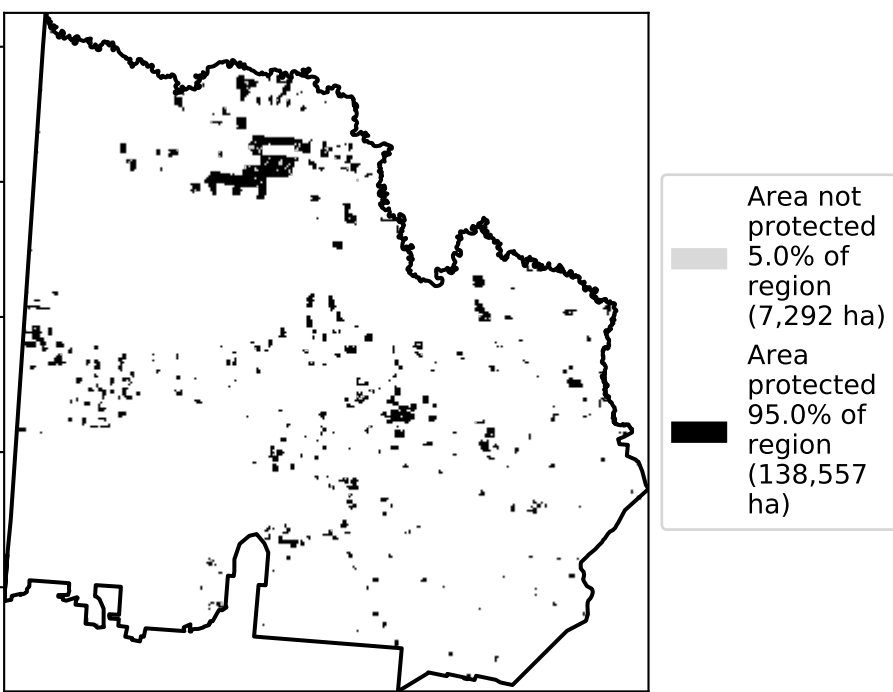 Area not
protected
5.0% of
region
(7,292 ha)
Area
protected
95.0% of
region
(138,557
ha)